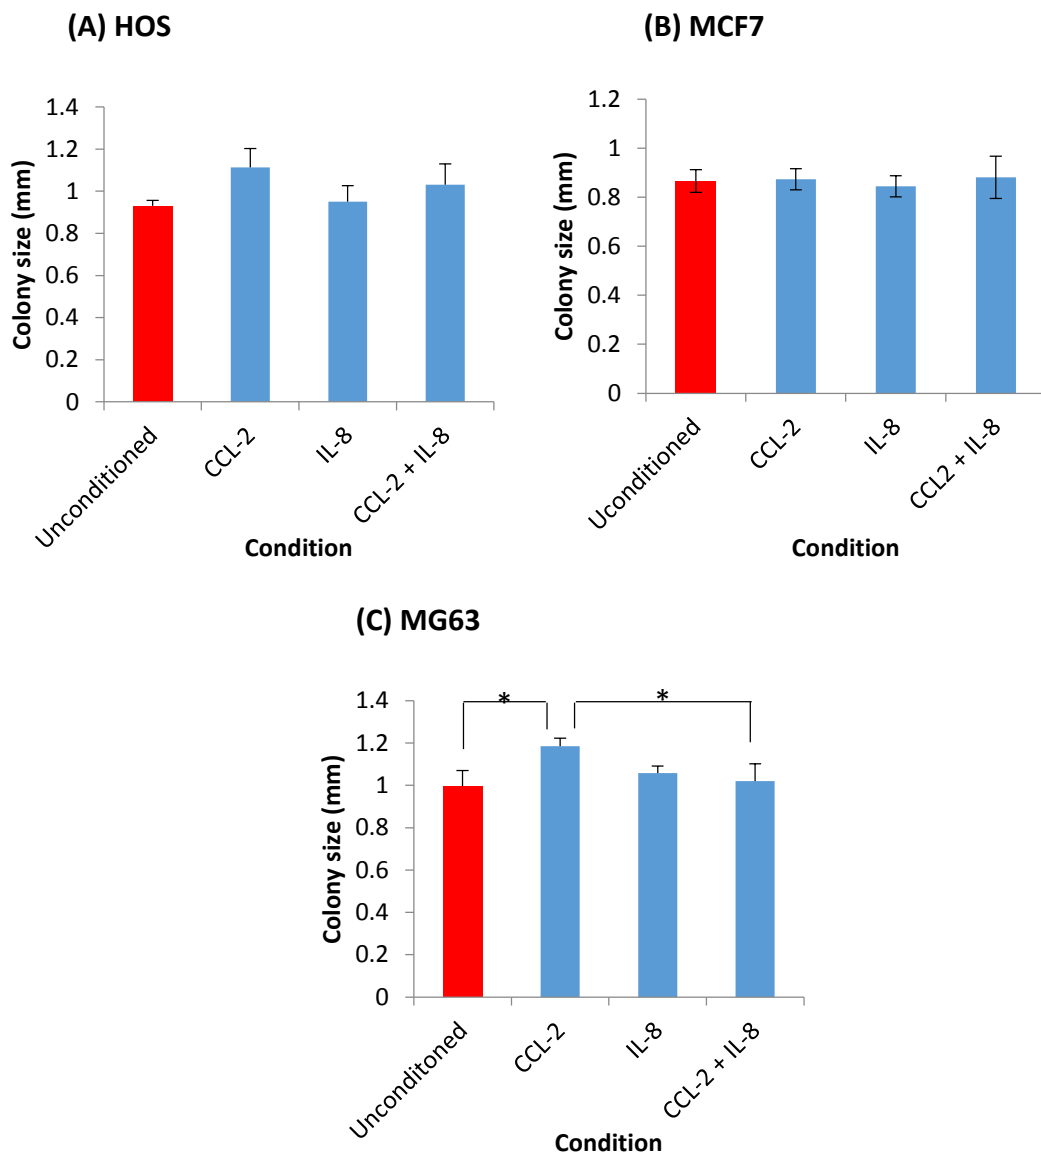 (A) HOS
1.4
1.2
1
0.8
0.6
0.4
0.2
0
Colony size (mm)
Unconditioned
CCL-2
IL-8
CCL-2 + IL-8
Condition
(B) MCF7
1.2
1
0.8
0.6
0.4
0.2
0
Colony size (mm)
Uconditioned
CCL-2
IL-8
CCL2 + IL-8
Condition
(C) MG63
*
*
1.4
1.2
1
0.8
0.6
0.4
0.2
0
Colony size (mm)
Unconditoned
CCL-2
IL-8
CCL-2 + IL-8
Condition